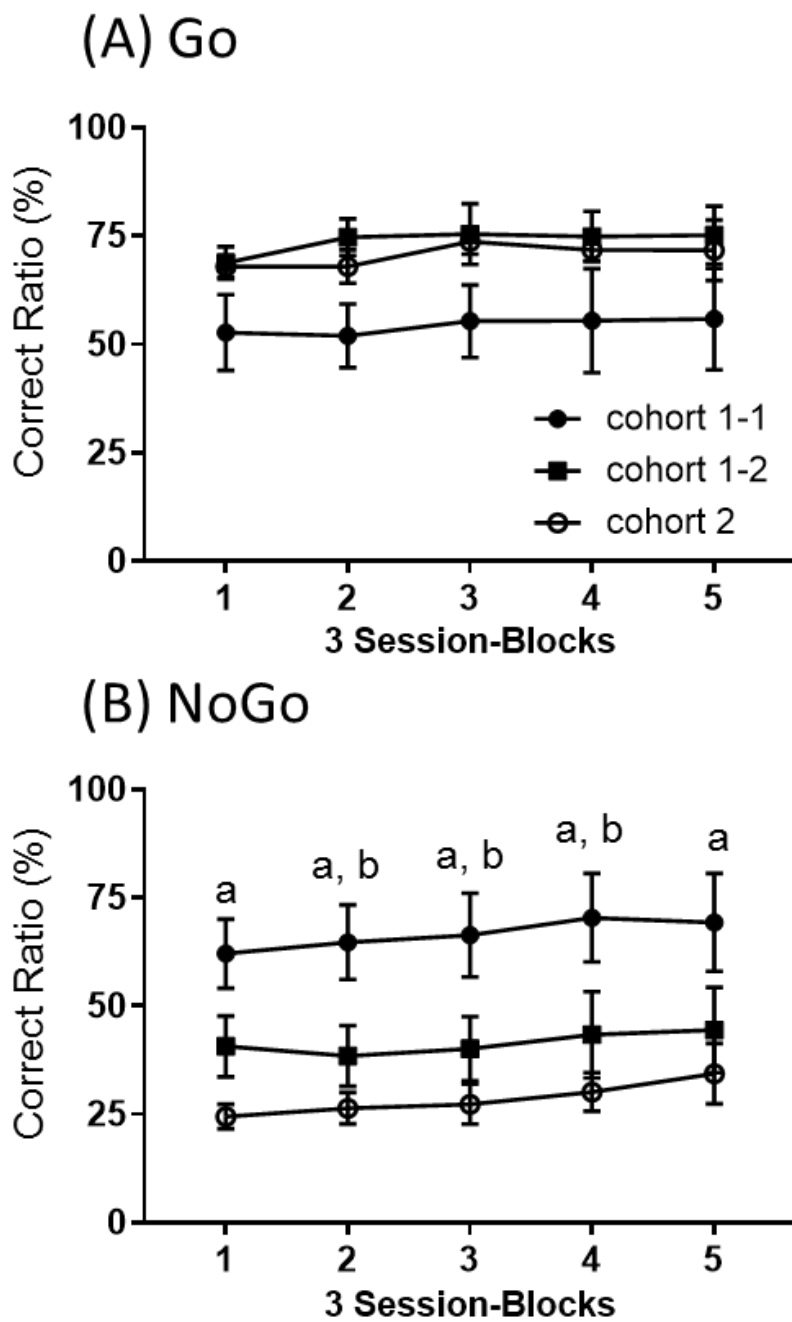 (A) Go
Correct Ratio (%)
100
75
50
25
0
cohort 1-1
cohort 1-2
cohort 2
1 2 3 4 5
3 Session-Blocks
(B) NoGo
Correct Ratio (%)
100
75
50
25
0
a a, b a, b a, b a
1 2 3 4 5
3 Session-Blocks